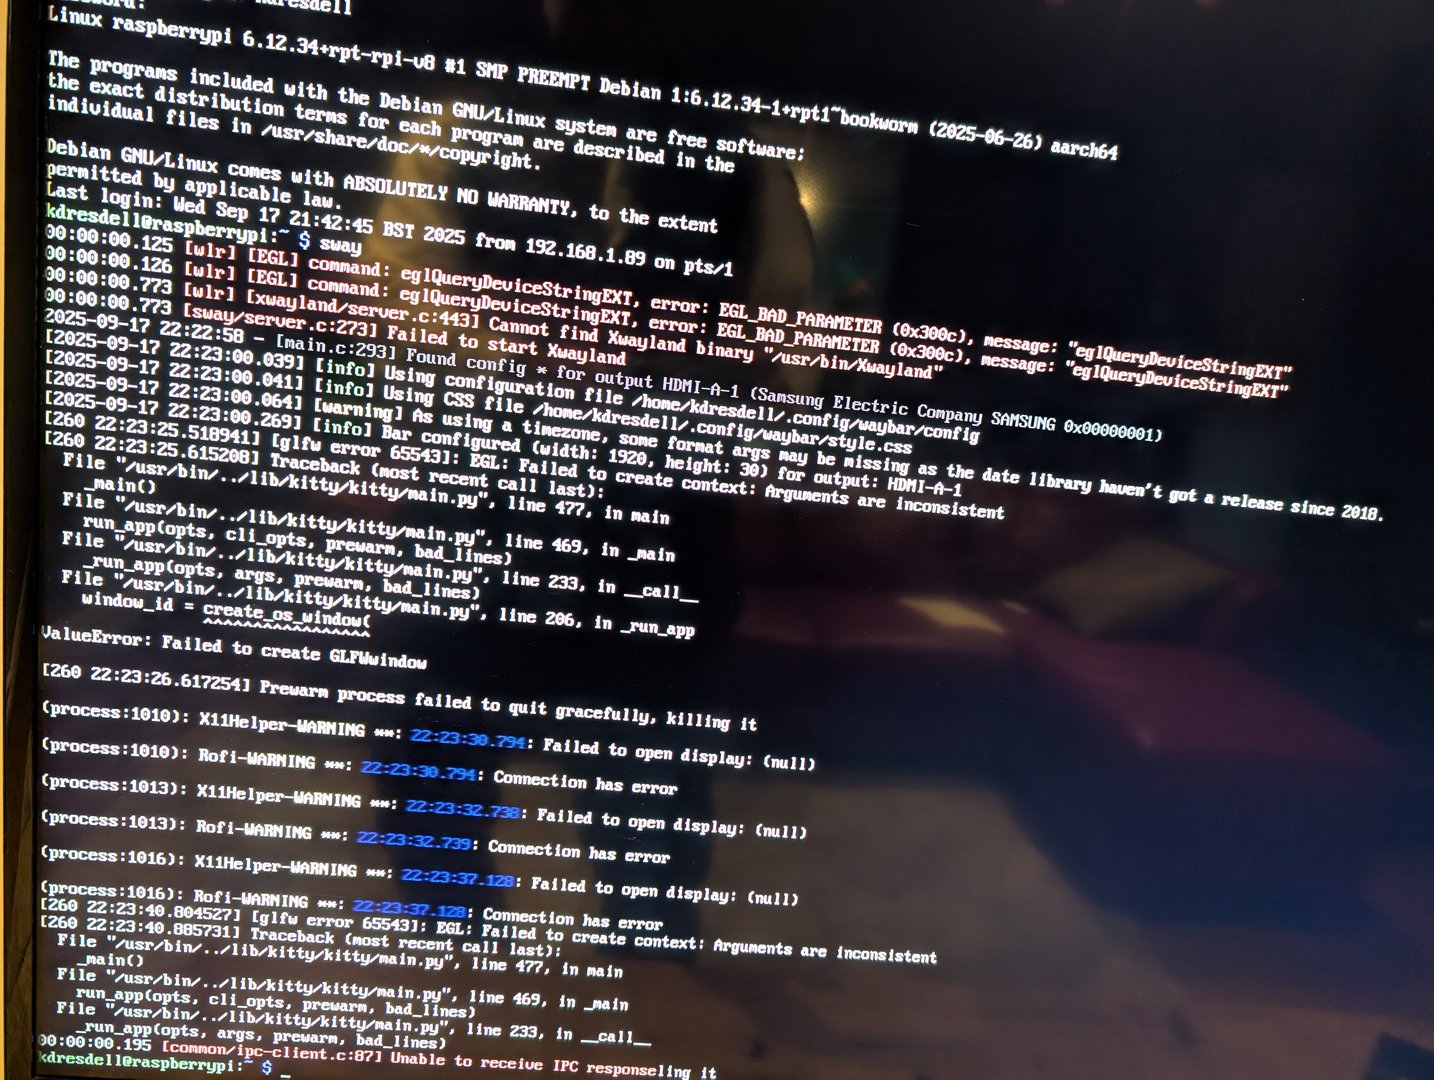 Password:
Linux raspberrypi 6.12.34+rpt-rpi-v8 #1 SMP PREEMPT Debian 1:6.12.34-1+rpt1~bookworm (2025-06-26) aarch64
The programs included with the Debian GNU/Linux system are free software;
the exact distribution terms for each program are described in the
individual files in /usr/share/doc/*/copyright.
Debian GNU/Linux comes with ABSOLUTELY NO WARRANTY, to the extent
permitted by applicable law.
Last login: Wed Sep 17 21:42:45 BST 2025 from 192.168.1.89 on pts/1
kdresdell@raspberrypi:~ $ sway
00:00:00.125 [wlr] [EGL] command: eglQueryDeviceStringEXT, error: EGL_BAD_PARAMETER (0x300c), message: "eglQueryDeviceStringEXT"
00:00:00.126 [wlr] [EGL] command: eglQueryDeviceStringEXT, error: EGL_BAD_PARAMETER (0x300c), message: "eglQueryDeviceStringEXT"
00:00:00.773 [wlr] [xwayland/server.c:443] Cannot find Xwayland binary "/usr/bin/Xwayland"
00:00:00.773 [sway/server.c:273] Failed to start Xwayland
2025-09-17 22:22:58 - [main.c:293] Found config * for output HDMI-A-1 (Samsung Electric Company SAMSUNG 0x00000001)
[2025-09-17 22:23:00.039] [info] Using configuration file /home/kdresdell/.config/waybar/config
[2025-09-17 22:23:00.041] [info] Using CSS file /home/kdresdell/.config/waybar/style.css
[2025-09-17 22:23:00.064] [warning] As using a timezone, some format args may be missing as the date library haven't got a release since 2018.
[2025-09-17 22:23:00.269] [info] Bar configured (width: 1920, height: 30) for output: HDMI-A-1
[260 22:23:25.518941] [glfw error 65543]: EGL: Failed to create context: Arguments are inconsistent
[260 22:23:25.615208] Traceback (most recent call last):
File "/usr/bin/../lib/kitty/kitty/main.py", line 477, in main
_main()
File "/usr/bin/../lib/kitty/kitty/main.py", line 469, in _main
run_app(opts, cli_opts, prewarm, bad_lines)
File "/usr/bin/../lib/kitty/kitty/main.py", line 233, in __call__
_run_app(opts, args, prewarm, bad_lines)
File "/usr/bin/../lib/kitty/kitty/main.py", line 206, in _run_app
window_id = create_os_window(
^^^^^^^^^^^^^^^^^
ValueError: Failed to create GLFWwindow
[260 22:23:26.617254] Prewarm process failed to quit gracefully, killing it
(process:1010): X11Helper-WARNING **: 22:23:30.794: Failed to open display: (null)
(process:1010): Rofi-WARNING **: 22:23:30.794: Connection has error
(process:1013): X11Helper-WARNING **: 22:23:32.738: Failed to open display: (null)
(process:1013): Rofi-WARNING **: 22:23:32.739: Connection has error
(process:1016): X11Helper-WARNING **: 22:23:37.128: Failed to open display: (null)
(process:1016): Rofi-WARNING **: 22:23:37.128: Connection has error
[260 22:23:40.804527] [glfw error 65543]: EGL: Failed to create context: Arguments are inconsistent
[260 22:23:40.885731] Traceback (most recent call last):
File "/usr/bin/../lib/kitty/kitty/main.py", line 477, in main
_main()
File "/usr/bin/../lib/kitty/kitty/main.py", line 469, in _main
run_app(opts, cli_opts, prewarm, bad_lines)
File "/usr/bin/../lib/kitty/kitty/main.py", line 233, in __call__
_run_app(opts, args, prewarm, bad_lines)
00:00:00.195 [common/ipc-client.c:87] Unable to receive IPC responseling it
kdresdell@raspberrypi:~ $ _